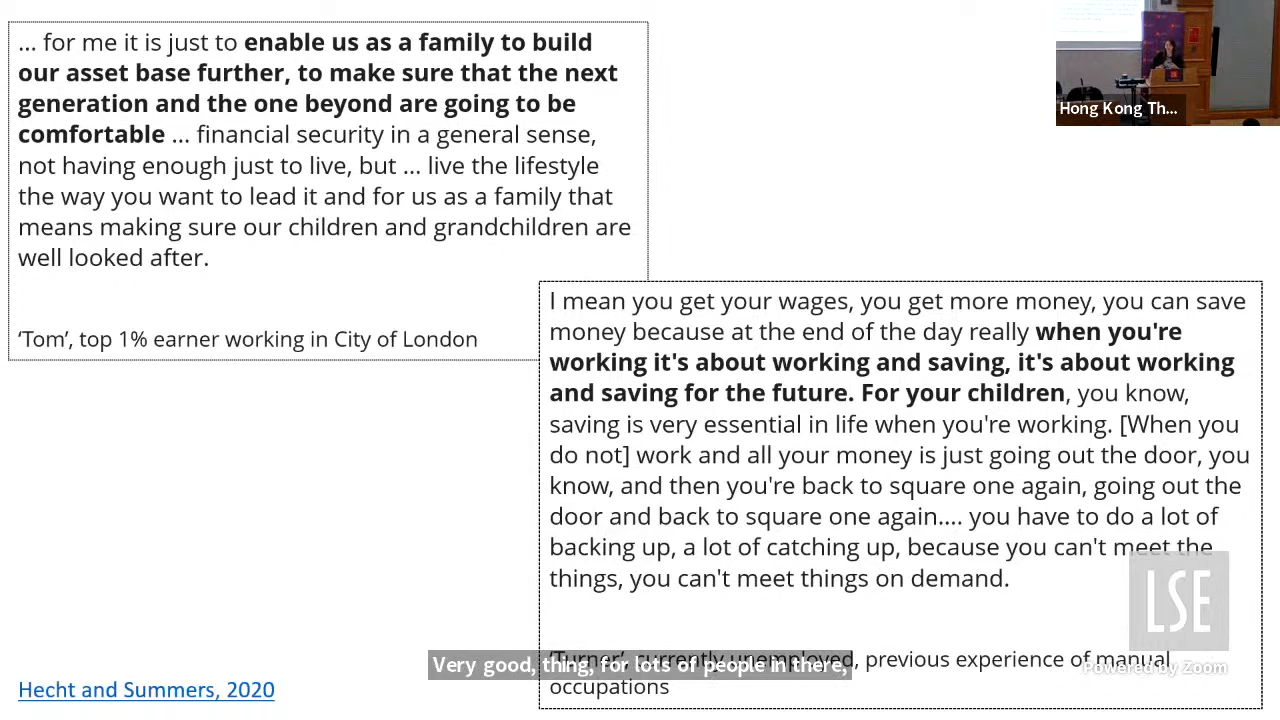 ... for me it is just to enable us as a family to build
our asset base further, to make sure that the next
generation and the one beyond are going to be
comfortable ... financial security in a general sense,
not having enough just to live, but ... live the lifestyle
the way you want to lead it and for us as a family that
means making sure our children and grandchildren are
well looked after.
‘Tom’, top 1% earner working in City of London
Hong Kong Th...
I mean you get your wages, you get more money, you can save
money because at the end of the day really when you're
working it's about working and saving, it's about working
and saving for the future. For your children, you know,
saving is very essential in life when you're working. [When you
do not] work and all your money is just going out the door, you
know, and then you're back to square one again, going out the
door and back to square one again.... you have to do a lot of
backing up, a lot of catching up, because you can't meet the
things, you can't meet things on demand.
LSE
‘Turner’, currently unemployed, previous experience of manual
occupations
Very good, thing, for lots of people in there,
Powered by Zoom
Hecht and Summers, 2020